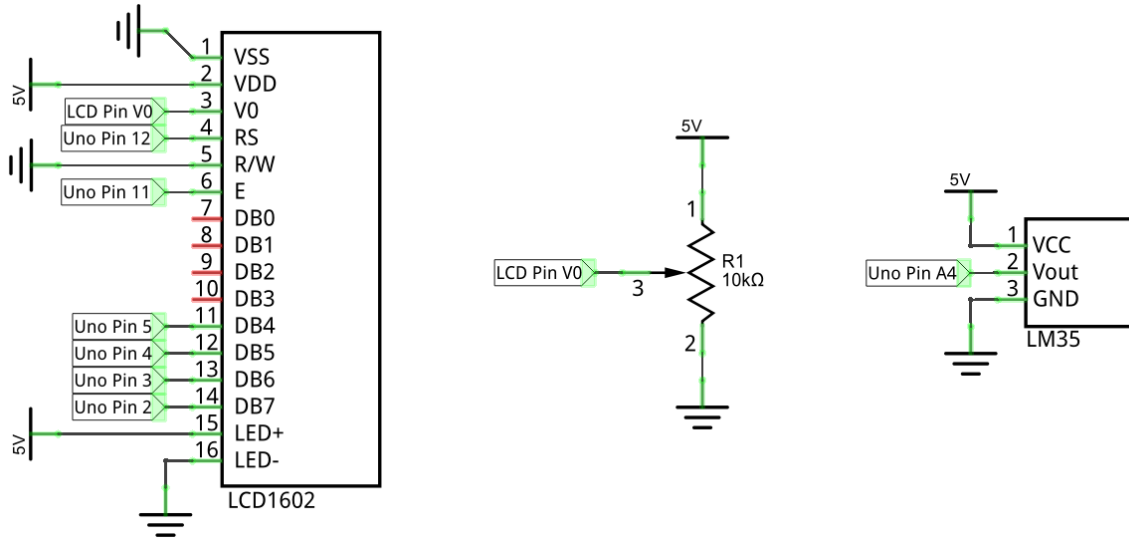 1 VSS
5V 2 VDD
LCD Pin V0 3 V0
Uno Pin 12 4 RS
5 R/W
Uno Pin 11 6 E
7 DB0
8 DB1
9 DB2
10 DB3
Uno Pin 5 11 DB4
Uno Pin 4 12 DB5
Uno Pin 3 13 DB6
Uno Pin 2 14 DB7
5V 15 LED+
16 LED-
LCD1602
5V
1
R1
10kΩ
LCD Pin V0
3
2
5V
1 VCC
Uno Pin A4 2 Vout
3 GND
LM35